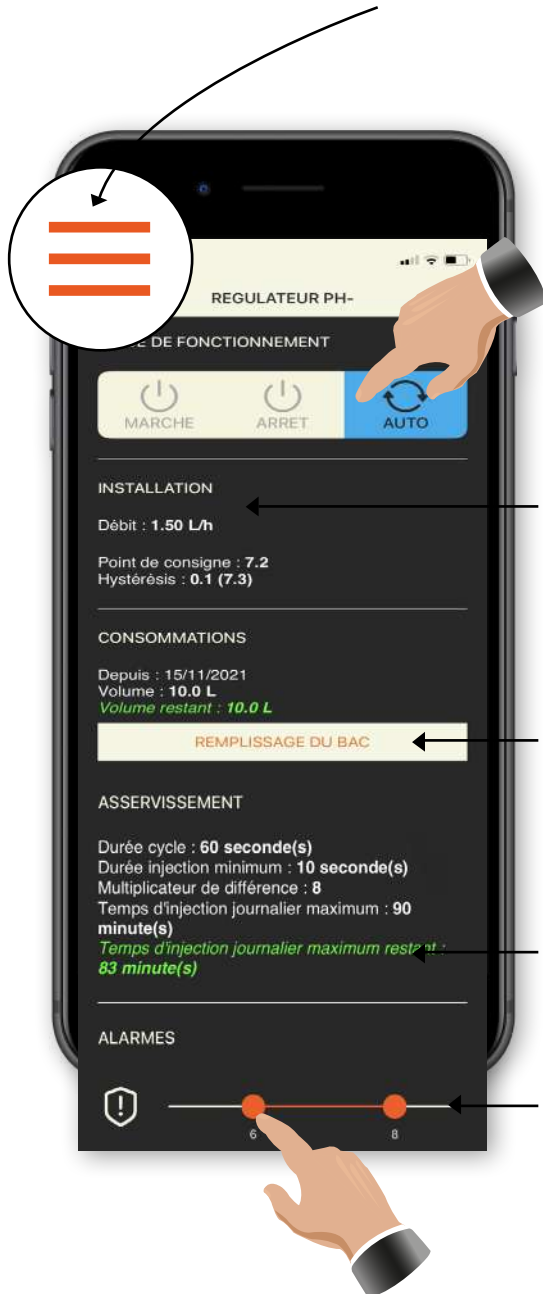 REGULATEUR PH-
DE FONCTIONNEMENT
MARCHE
ARRET
AUTO
INSTALLATION
Débit : 1.50 L/h
Point de consigne : 7.2
Hystérèsis : 0.1 (7.3)
CONSOMMATIONS
Depuis : 15/11/2021
Volume : 10.0 L
Volume restant : 10.0 L
REMPLISSAGE DU BAC
ASSERVISSEMENT
Durée cycle : 60 seconde(s)
Durée injection minimum : 10 seconde(s)
Multiplicateur de différence : 8
Temps d'injection journalier maximum : 90
minute(s)
Temps d'injection journalier maximum restant :
83 minute(s)
ALARMES
6
8